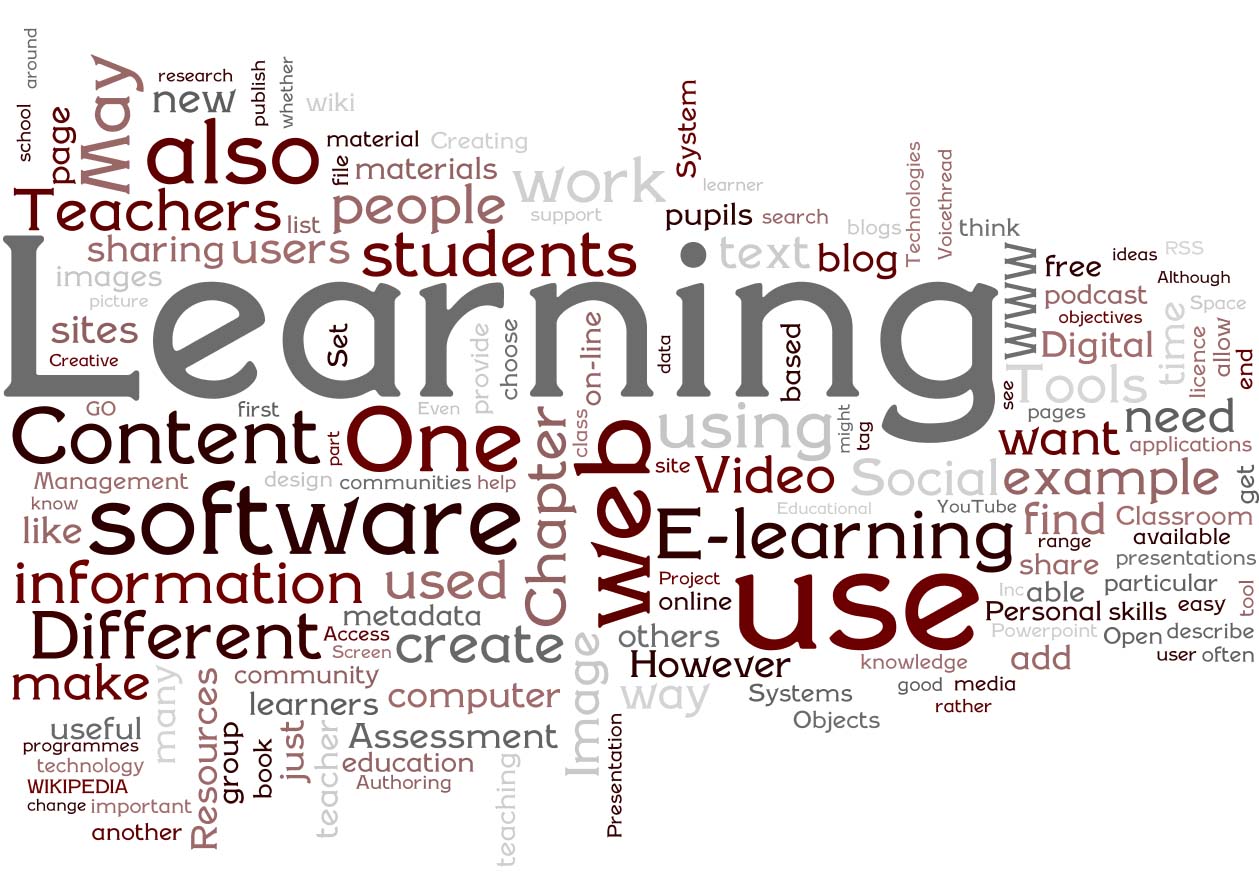 around
research
publish
whether
May
new
wiki
school
page
also
material
Creating
System
file
materials
work
learner
Technologies
Voicethread
Teachers
list
people
support
pupils
search
blogs
think
sharing
users
students
text
blog
WWW
free
ideas
RSS
Although
images
picture
Learning
podcast
objectives
Space
time
sites
Creative
Set
provide
choose
on-line
data
based
Digital
licence
allow
end
Tools
see
GO
first
Even
class
might
tag
pages
need
Content
part
One
Chapter
Web
using
want
applications
Management
design
communities
help
site
Video
Social
example
get
know
like
software
Educational
YouTube
find
Classroom
E-learning
range
available
presentations
information
used
Project
online
use
share
Inc
able
particular
tool
metadata
Personal
skills
easy
Different
Access
Screen
create
Image
others
Powerpoint
Open
describe
However
knowledge
add
user
often
make
many
Resources
community
learners
computer
way
Systems
good
media
rather
Objects
useful
programmes
technology
WIKIPEDIA
change
important
another
group
book
just
teacher
Assessment
education
Authoring
teaching
Presentation